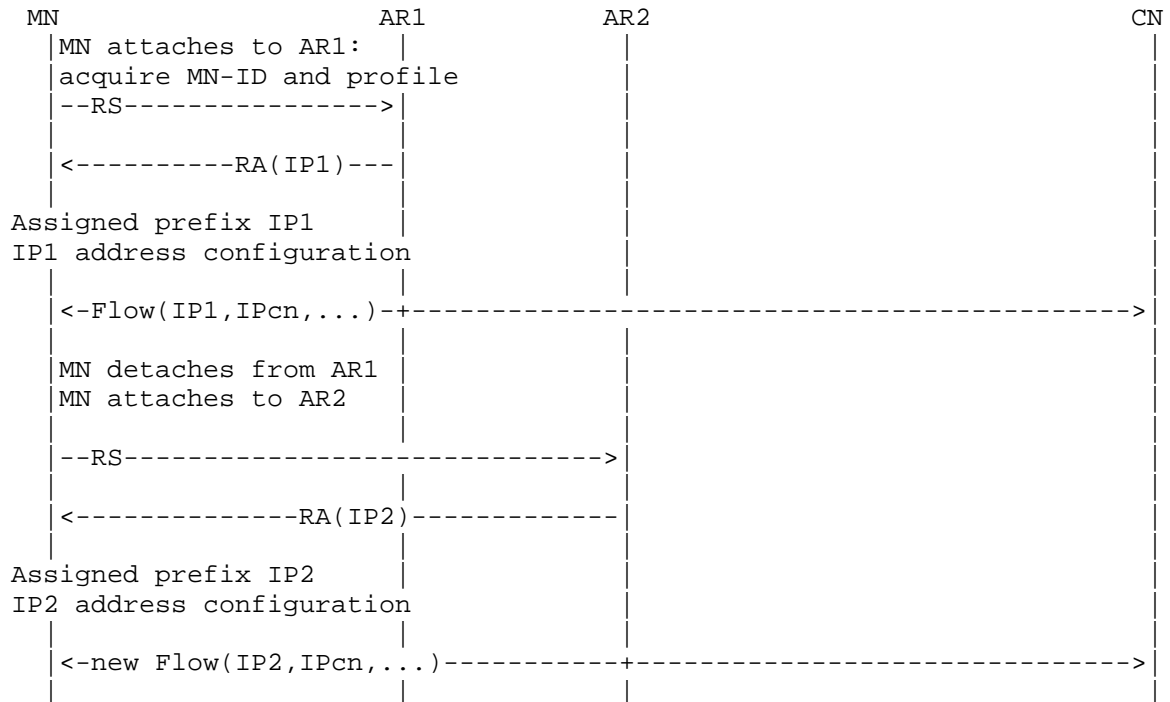 MN AR1 AR2 CN
MN attaches to AR1:
acquire MN-ID and profile
--RS---------------->
<----------RA(IP1)---
Assigned prefix IP1
IP1 address configuration
<-Flow(IP1,IPcn,...)-+---------------------------------------------->
MN detaches from AR1
MN attaches to AR2
--RS------------------------------>
<--------------RA(IP2)-------------
Assigned prefix IP2
IP2 address configuration
<-new Flow(IP2,IPcn,...)-----------+------------------------------->